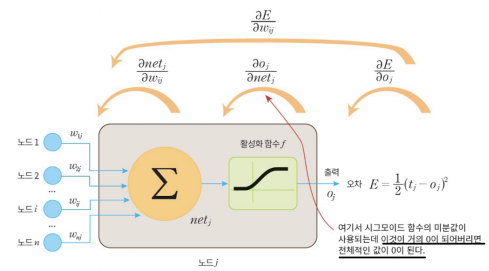 ∂E/∂w_ij
∂net_j/∂w_ij
∂o_j/∂net_j
∂E/∂o_j
노드 1
w_1j
노드 2
w_2j
...
노드 i
w_ij
...
노드 n
w_nj
∑
net_j
활성화 함수 f
출력
o_j
오차 E = 1/2(t_j − o_j)²
여기서 시그모이드 함수의 미분값이
사용되는데 이것이 거의 0이 되어버리면
전체적인 값이 0이 된다.
노드 j